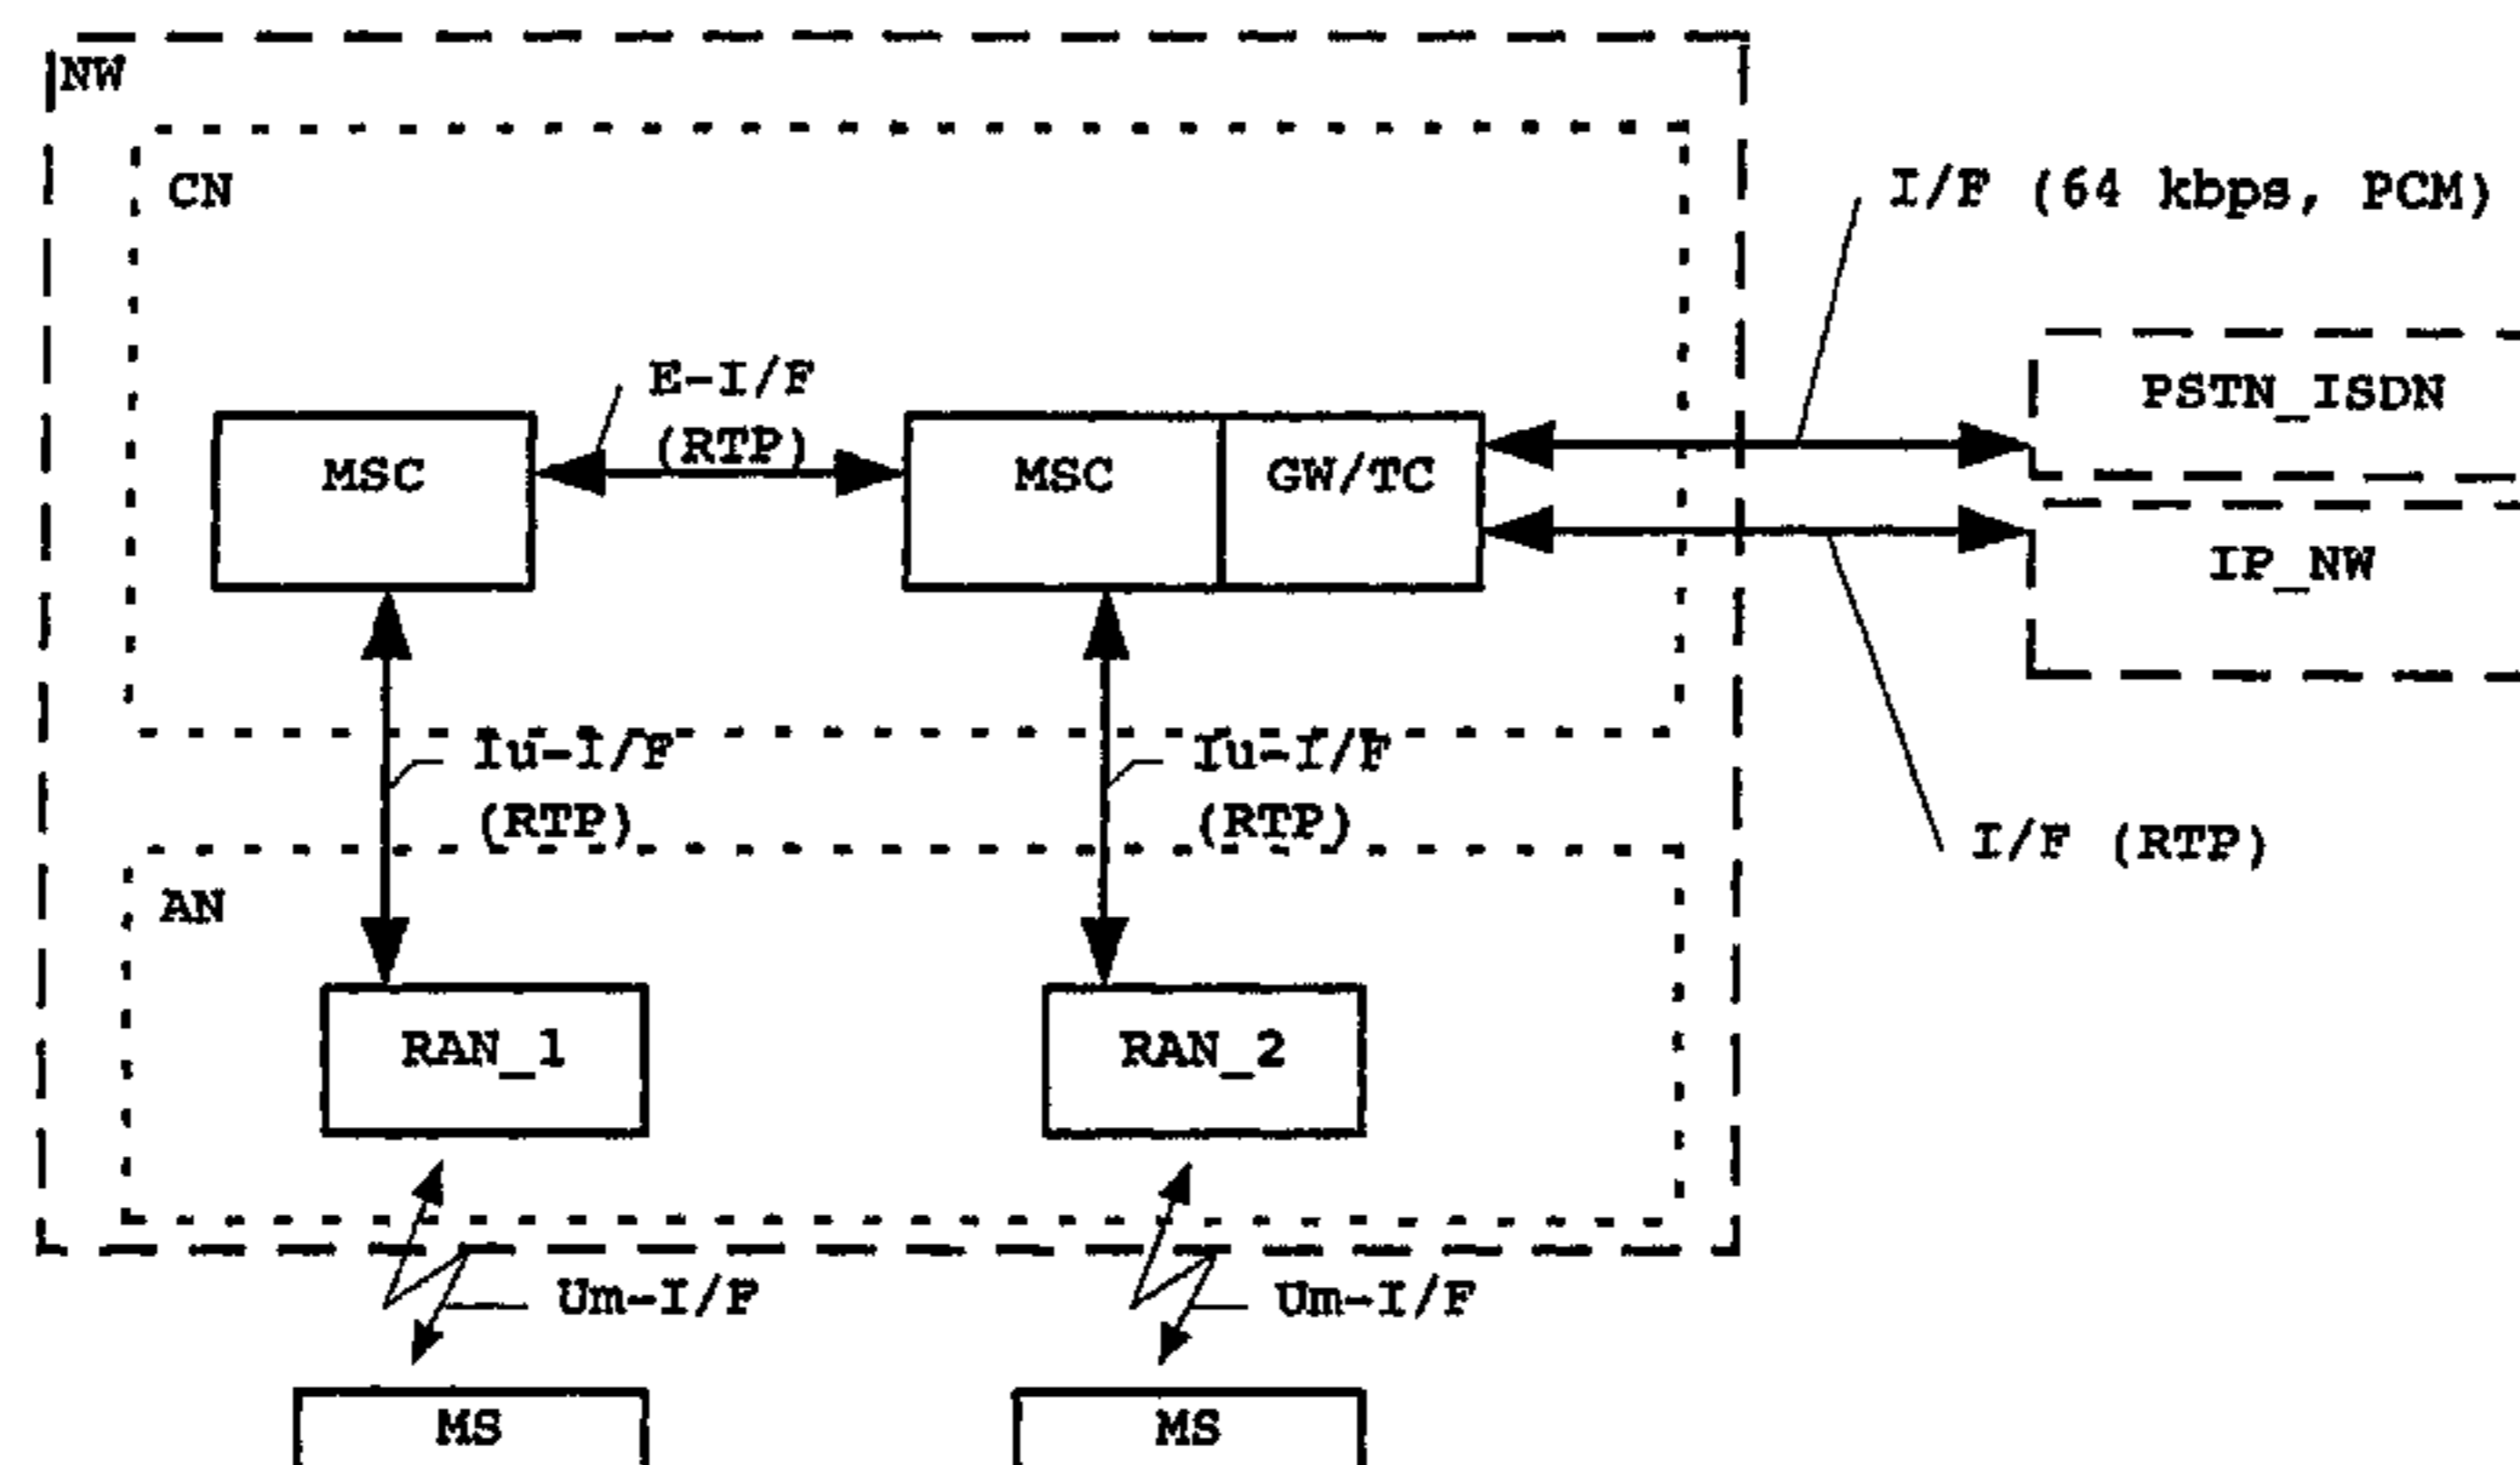 NW
CN
I/F (64 kbps, PCM)
E-I/F
(RTP)
PSTN_ISDN
MSC
MSC
GW/TC
IP_NW
Iu-I/F
(RTP)
Iu-I/F
(RTP)
I/F (RTP)
AN
RAN_1
RAN_2
Um-I/F
Um-I/F
MS
MS